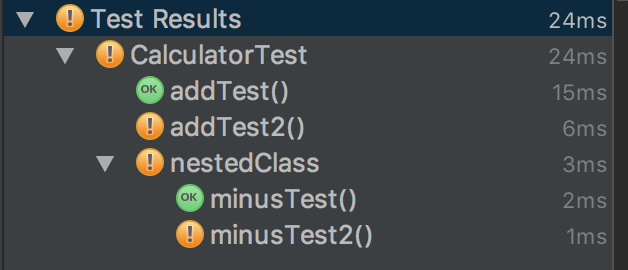 Test Results 24ms
CalculatorTest 24ms
OK addTest() 15ms
! addTest2() 6ms
! nestedClass 3ms
OK minusTest() 2ms
! minusTest2() 1ms